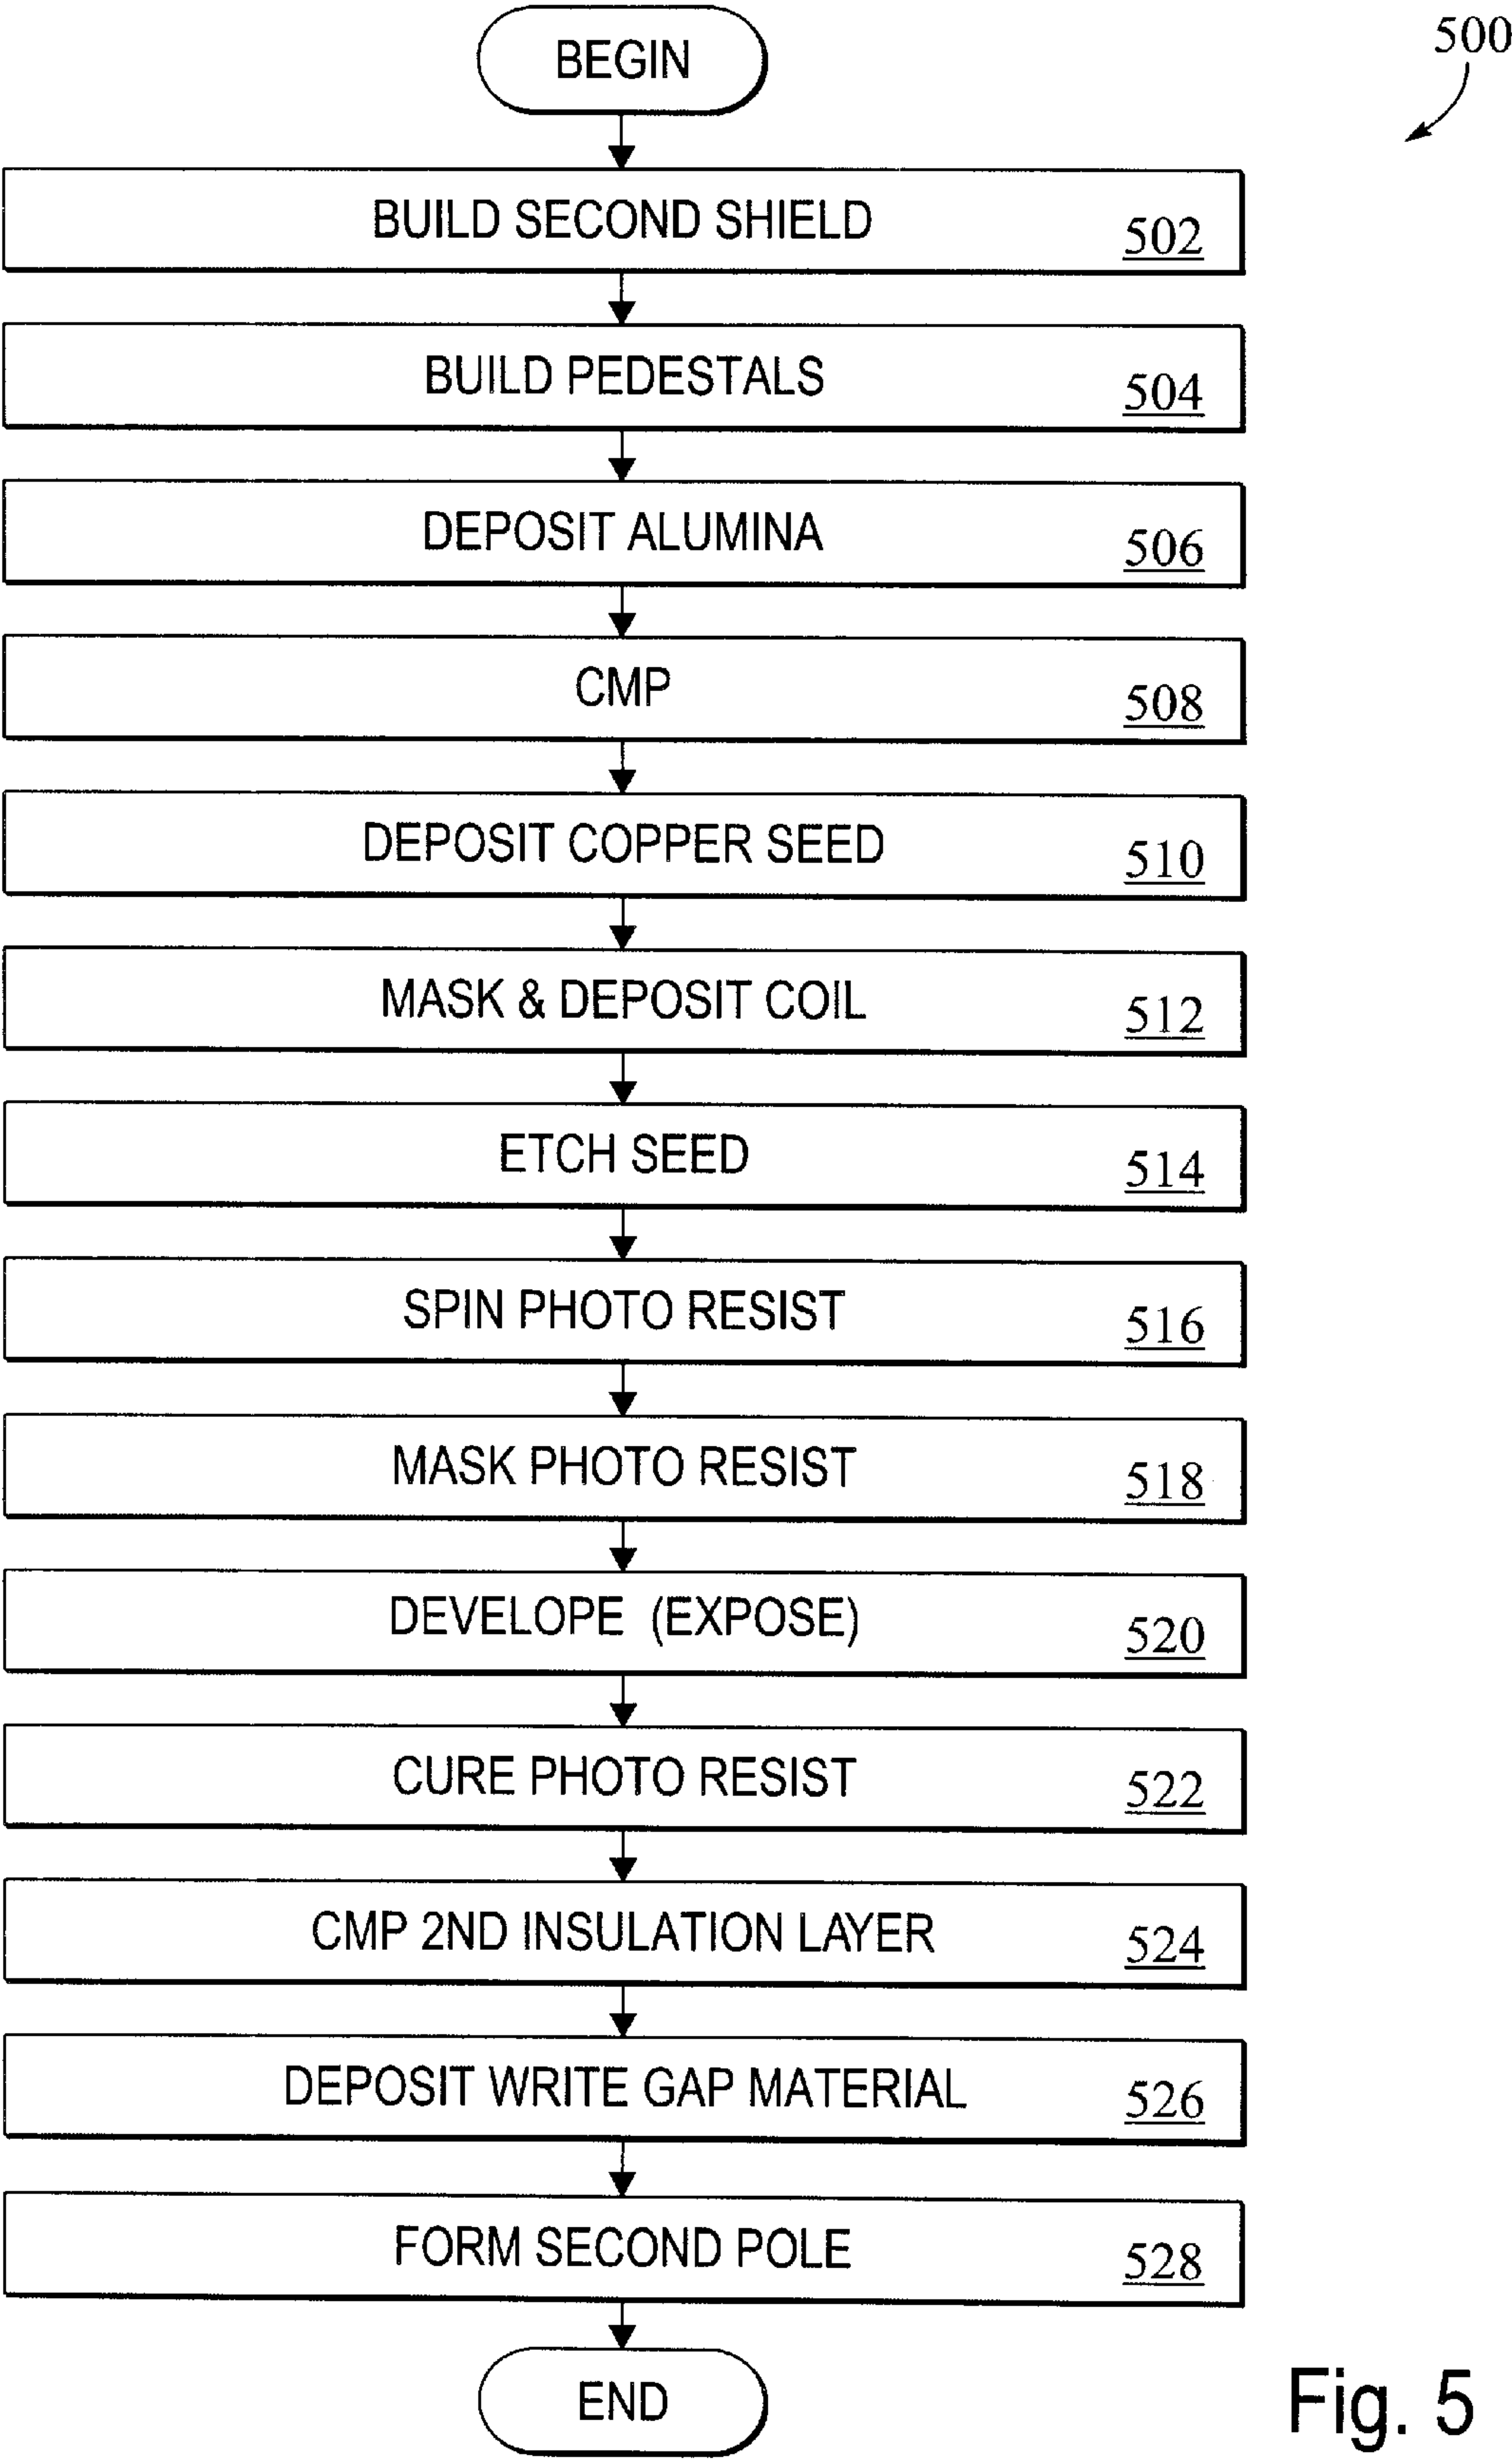 BEGIN
500
BUILD SECOND SHIELD 502
BUILD PEDESTALS 504
DEPOSIT ALUMINA 506
CMP 508
DEPOSIT COPPER SEED 510
MASK & DEPOSIT COIL 512
ETCH SEED 514
SPIN PHOTO RESIST 516
MASK PHOTO RESIST 518
DEVELOPE (EXPOSE) 520
CURE PHOTO RESIST 522
CMP 2ND INSULATION LAYER 524
DEPOSIT WRITE GAP MATERIAL 526
FORM SECOND POLE 528
END
Fig. 5